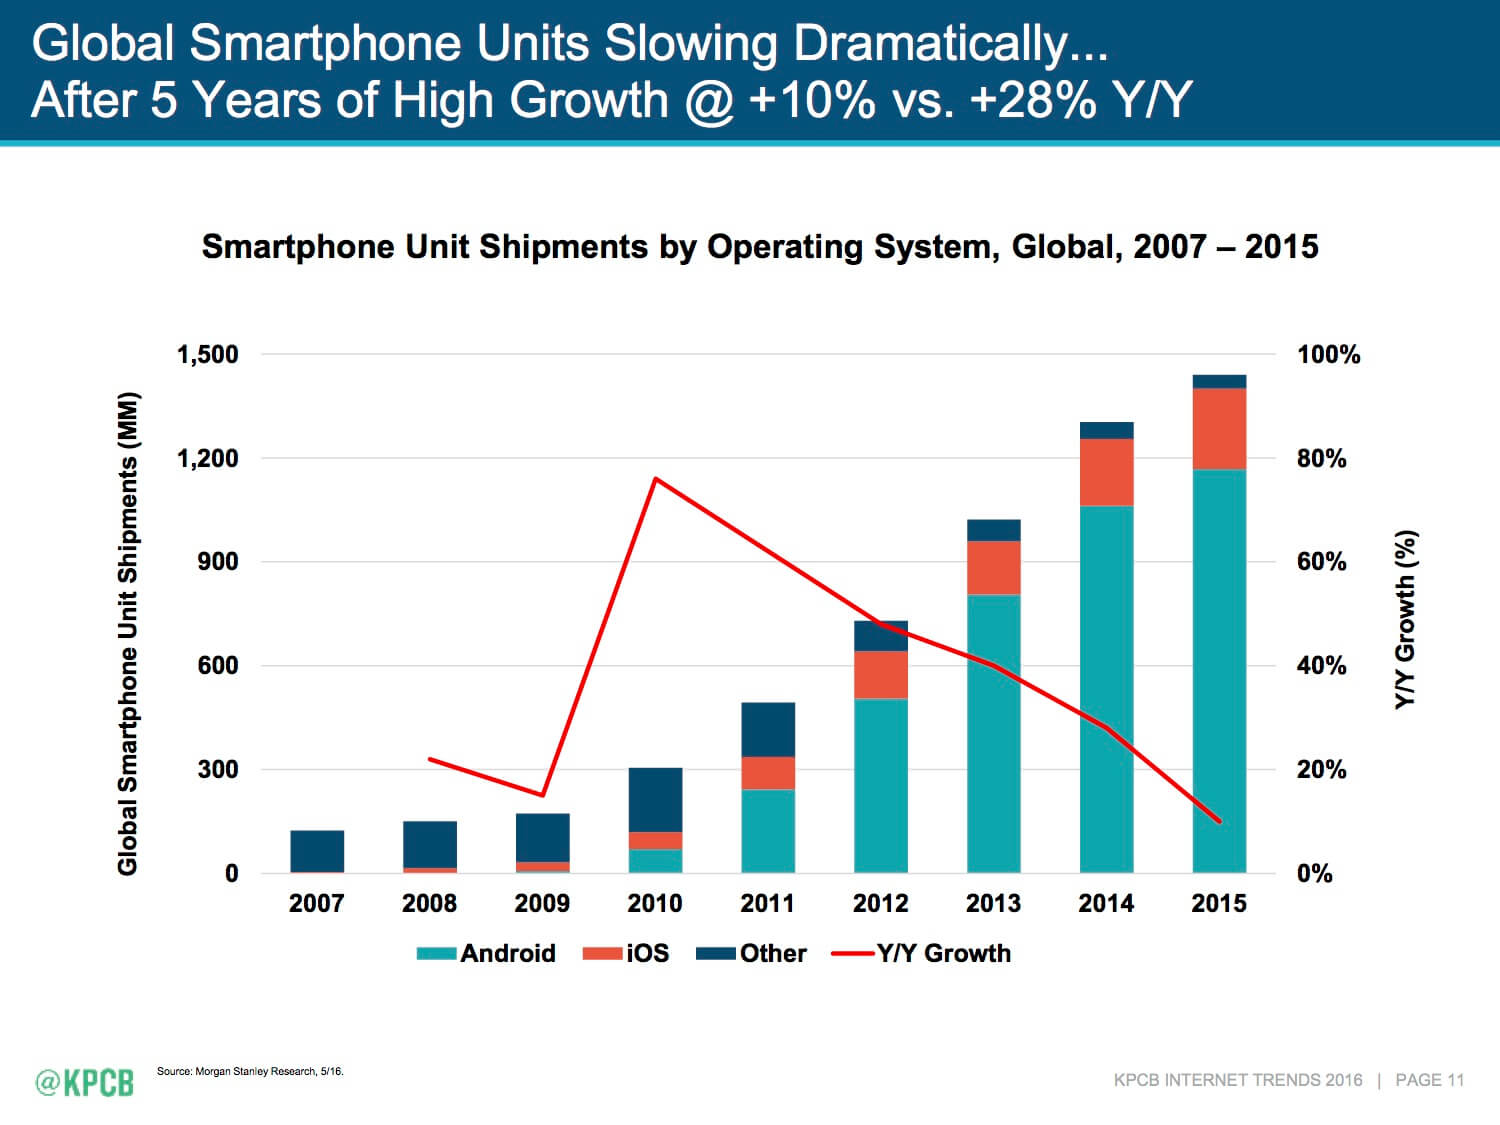 Global Smartphone Units Slowing Dramatically...
After 5 Years of High Growth @ +10% vs. +28% Y/Y
Smartphone Unit Shipments by Operating System, Global, 2007 – 2015
Global Smartphone Unit Shipments (MM)
1,500
1,200
900
600
300
0
100%
80%
60%
40%
20%
0%
Y/Y Growth (%)
2007 2008 2009 2010 2011 2012 2013 2014 2015
Android iOS Other Y/Y Growth
@KPCB
Source: Morgan Stanley Research, 5/16.
KPCB INTERNET TRENDS 2016 | PAGE 11